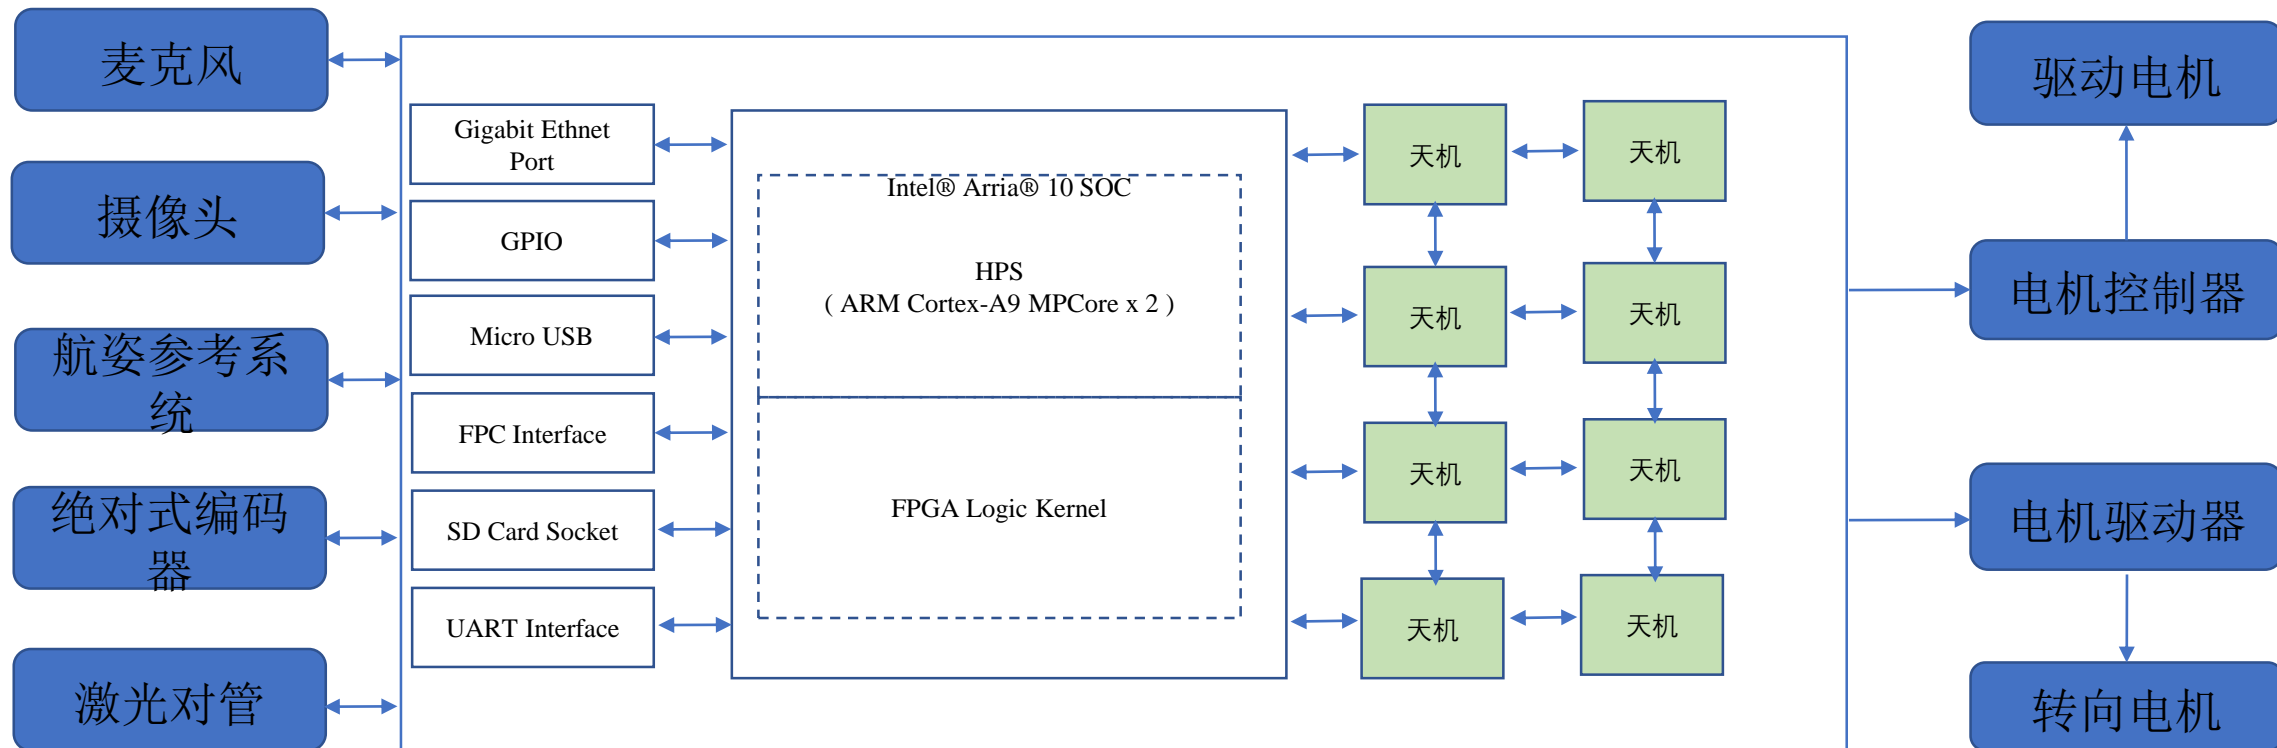 麦克风
摄像头
航姿参考系
统
绝对式编码
器
激光对管
Gigabit Ethnet
Port
GPIO
Micro USB
FPC Interface
SD Card Socket
UART Interface
Intel® Arria® 10 SOC
HPS
( ARM Cortex-A9 MPCore x 2 )
FPGA Logic Kernel
天机
天机
天机
天机
天机
天机
天机
天机
驱动电机
电机控制器
电机驱动器
转向电机